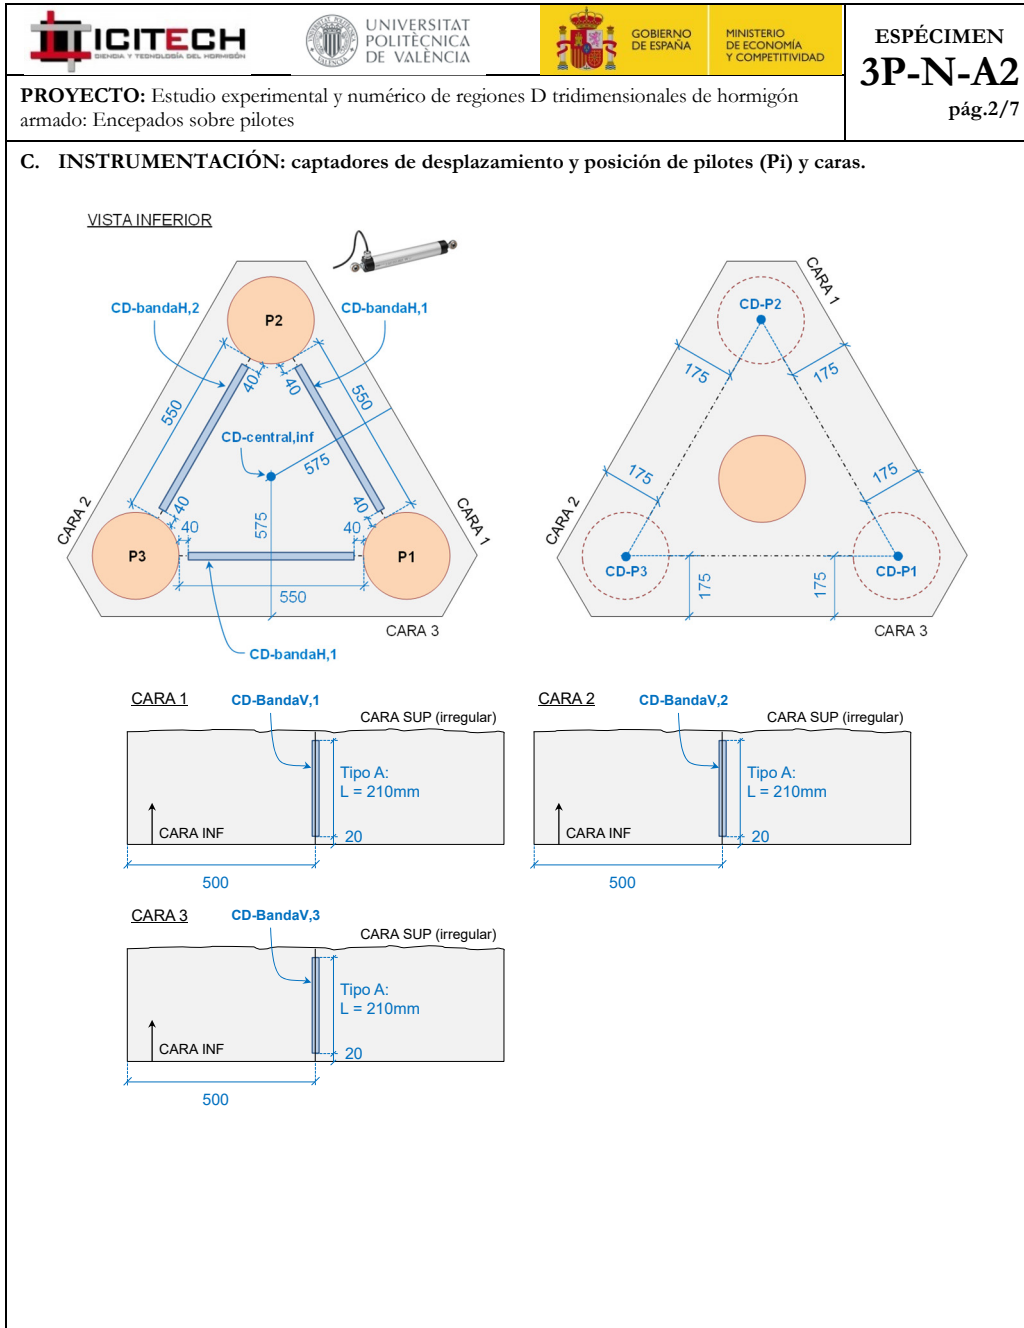 ICITECH
CIENCIA Y TECNOLOGÍA DEL HORMIGÓN
UNIVERSITAT
POLITÈCNICA
DE VALÈNCIA
GOBIERNO
DE ESPAÑA
MINISTERIO
DE ECONOMÍA
Y COMPETITIVIDAD
ESPÉCIMEN
3P-N-A2
pág.2/7
PROYECTO: Estudio experimental y numérico de regiones D tridimensionales de hormigón
armado: Encepados sobre pilotes
C. INSTRUMENTACIÓN: captadores de desplazamiento y posición de pilotes (Pi) y caras.
VISTA INFERIOR
CD-bandaH,2
CD-bandaH,1
P2
40
40
550
550
CD-central,inf
575
575
40
40
40
40
CARA 2
CARA 1
P3
P1
550
CARA 3
CD-bandaH,1
CARA 1
CD-P2
175
175
175
175
CARA 2
CD-P3
CD-P1
175
175
CARA 3
CARA 1
CD-BandaV,1
CARA SUP (irregular)
Tipo A:
L = 210mm
CARA INF
20
500
CARA 2
CD-BandaV,2
CARA SUP (irregular)
Tipo A:
L = 210mm
CARA INF
20
500
CARA 3
CD-BandaV,3
CARA SUP (irregular)
Tipo A:
L = 210mm
CARA INF
20
500